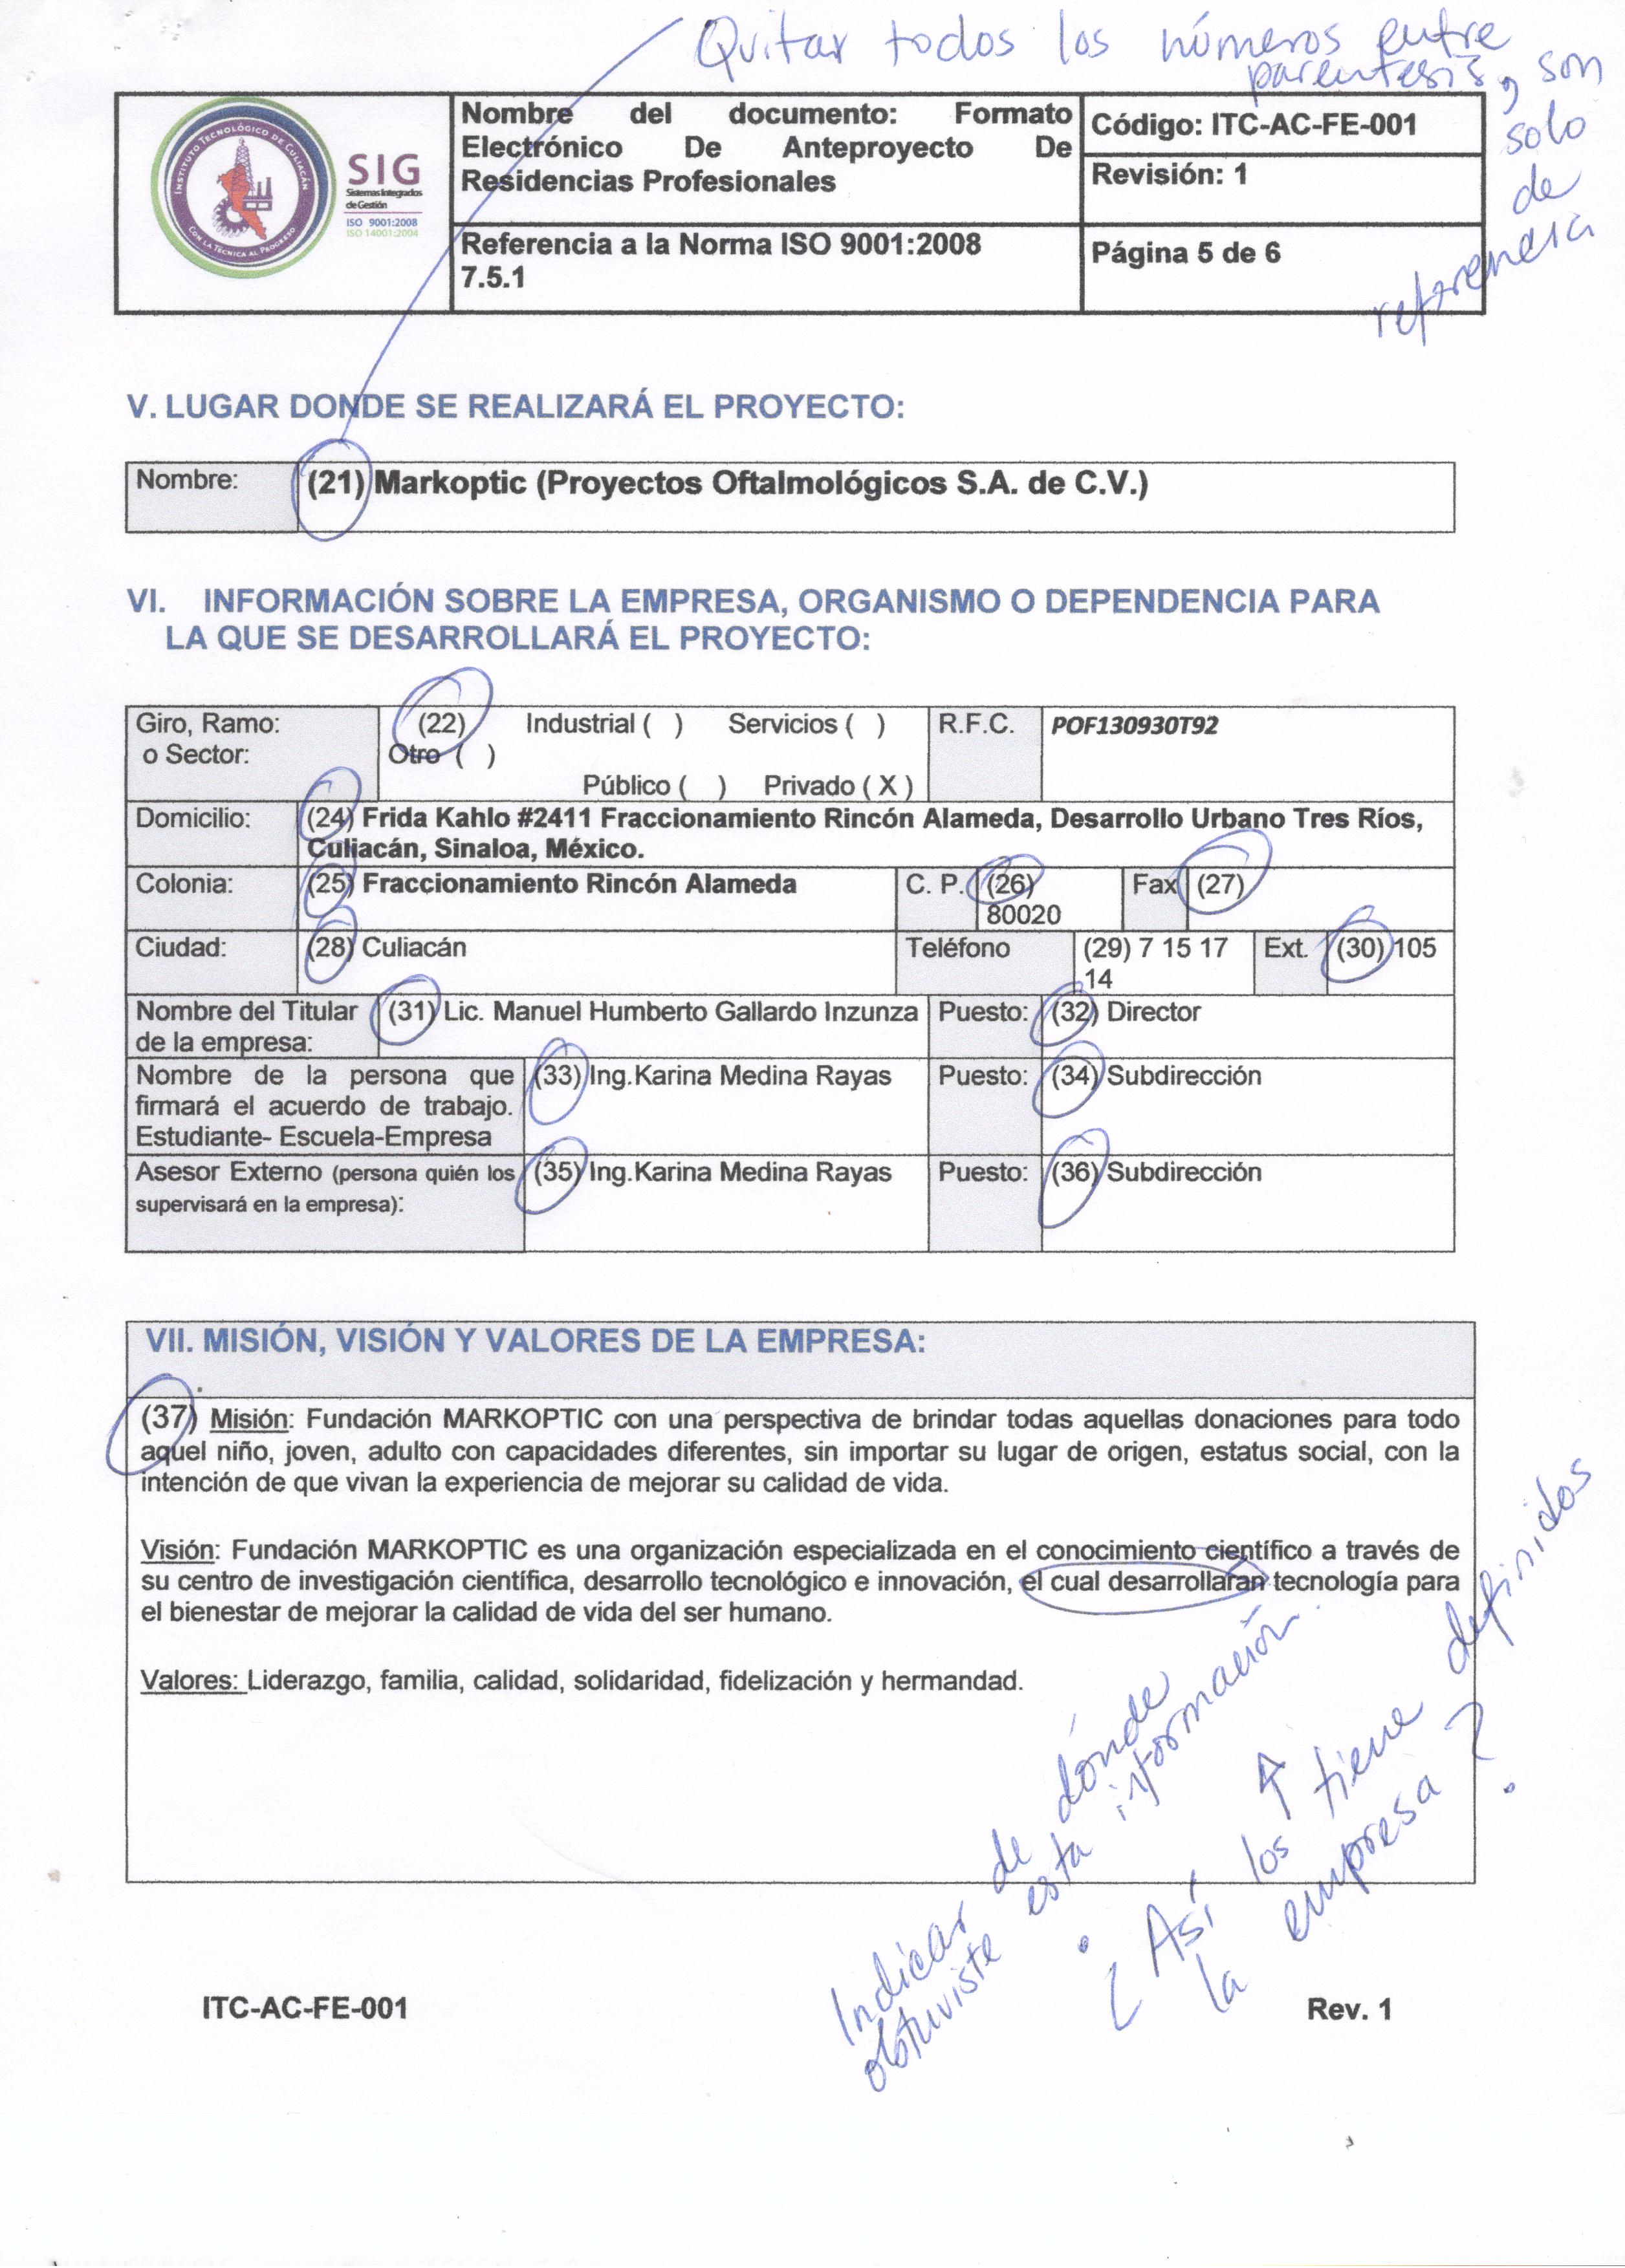 Quitar todos los números entre
parentesis, son
solo
de
referencia
INSTITUTO TECNOLÓGICO DE CULIACÁN
CON LA TÉCNICA AL PROGRESO
SIG
Sistemas Integrados
de Gestión
ISO 9001:2008
ISO 14001:2004
Nombre del documento: Formato
Electrónico De Anteproyecto De
Residencias Profesionales
Código: ITC-AC-FE-001
Revisión: 1
Referencia a la Norma ISO 9001:2008
7.5.1
Página 5 de 6
V. LUGAR DONDE SE REALIZARÁ EL PROYECTO:
Nombre: (21) Markoptic (Proyectos Oftalmológicos S.A. de C.V.)
VI. INFORMACIÓN SOBRE LA EMPRESA, ORGANISMO O DEPENDENCIA PARA
LA QUE SE DESARROLLARÁ EL PROYECTO:
Giro, Ramo: (22) Industrial ( ) Servicios ( ) R.F.C. POF130930T92
o Sector: Otro ( )
Público ( ) Privado ( X )
Domicilio: (24) Frida Kahlo #2411 Fraccionamiento Rincón Alameda, Desarrollo Urbano Tres Ríos,
Culiacán, Sinaloa, México.
Colonia: (25) Fraccionamiento Rincón Alameda C. P. (26) Fax (27)
80020
Ciudad: (28) Culiacán Teléfono (29) 7 15 17 Ext. (30) 105
14
Nombre del Titular (31) Lic. Manuel Humberto Gallardo Inzunza Puesto: (32) Director
de la empresa:
Nombre de la persona que (33) Ing.Karina Medina Rayas Puesto: (34) Subdirección
firmará el acuerdo de trabajo.
Estudiante- Escuela-Empresa
Asesor Externo (persona quién los (35) Ing.Karina Medina Rayas Puesto: (36) Subdirección
supervisará en la empresa):
VII. MISIÓN, VISIÓN Y VALORES DE LA EMPRESA:
(37) Misión: Fundación MARKOPTIC con una perspectiva de brindar todas aquellas donaciones para todo
aquel niño, joven, adulto con capacidades diferentes, sin importar su lugar de origen, estatus social, con la
intención de que vivan la experiencia de mejorar su calidad de vida.
Visión: Fundación MARKOPTIC es una organización especializada en el conocimiento científico a través de
su centro de investigación científica, desarrollo tecnológico e innovación, el cual desarrollaran tecnología para
el bienestar de mejorar la calidad de vida del ser humano.
Valores: Liderazgo, familia, calidad, solidaridad, fidelización y hermandad.
Indicar de dónde
obtuviste esta información.
¿Así los tiene definidos
la empresa?
ITC-AC-FE-001 Rev. 1